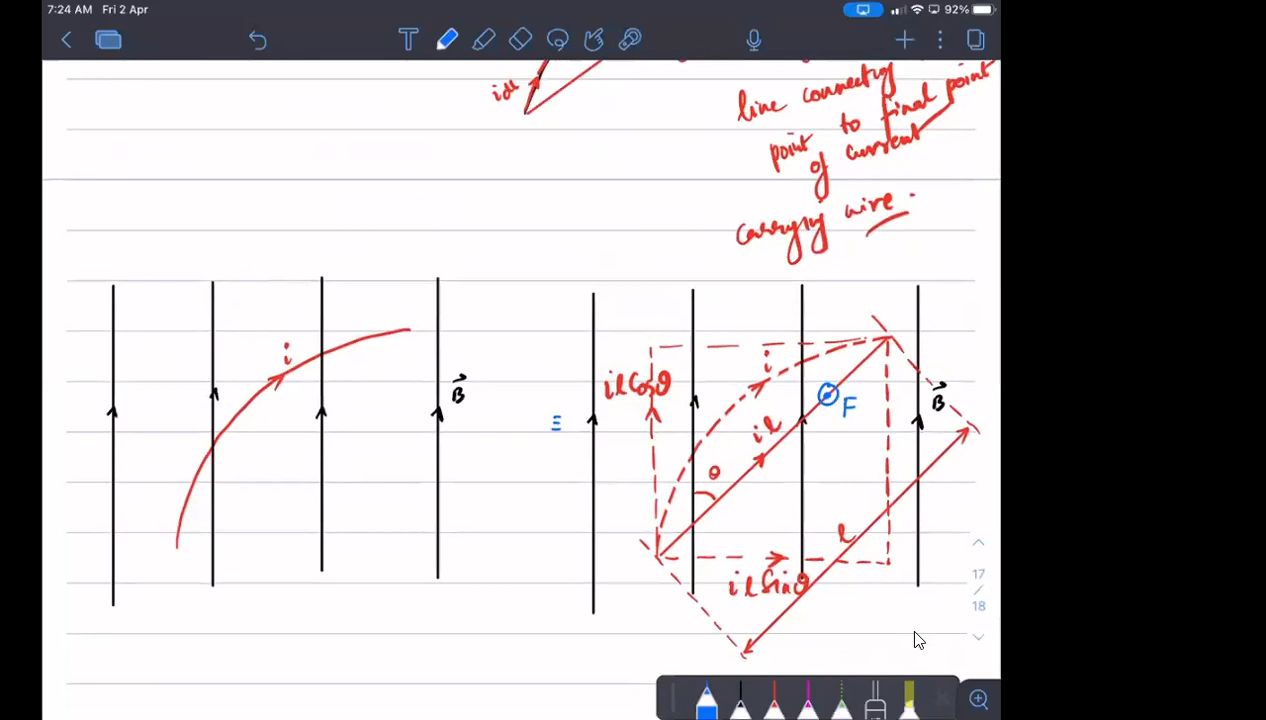 7:24 AM Fri 2 Apr
92%
T
idl
line connecting
point to final point
of current
carrying wire.
i
B
Ξ
ilCosθ
i
il
F
B
θ
l
ilSinθ
17
/
18